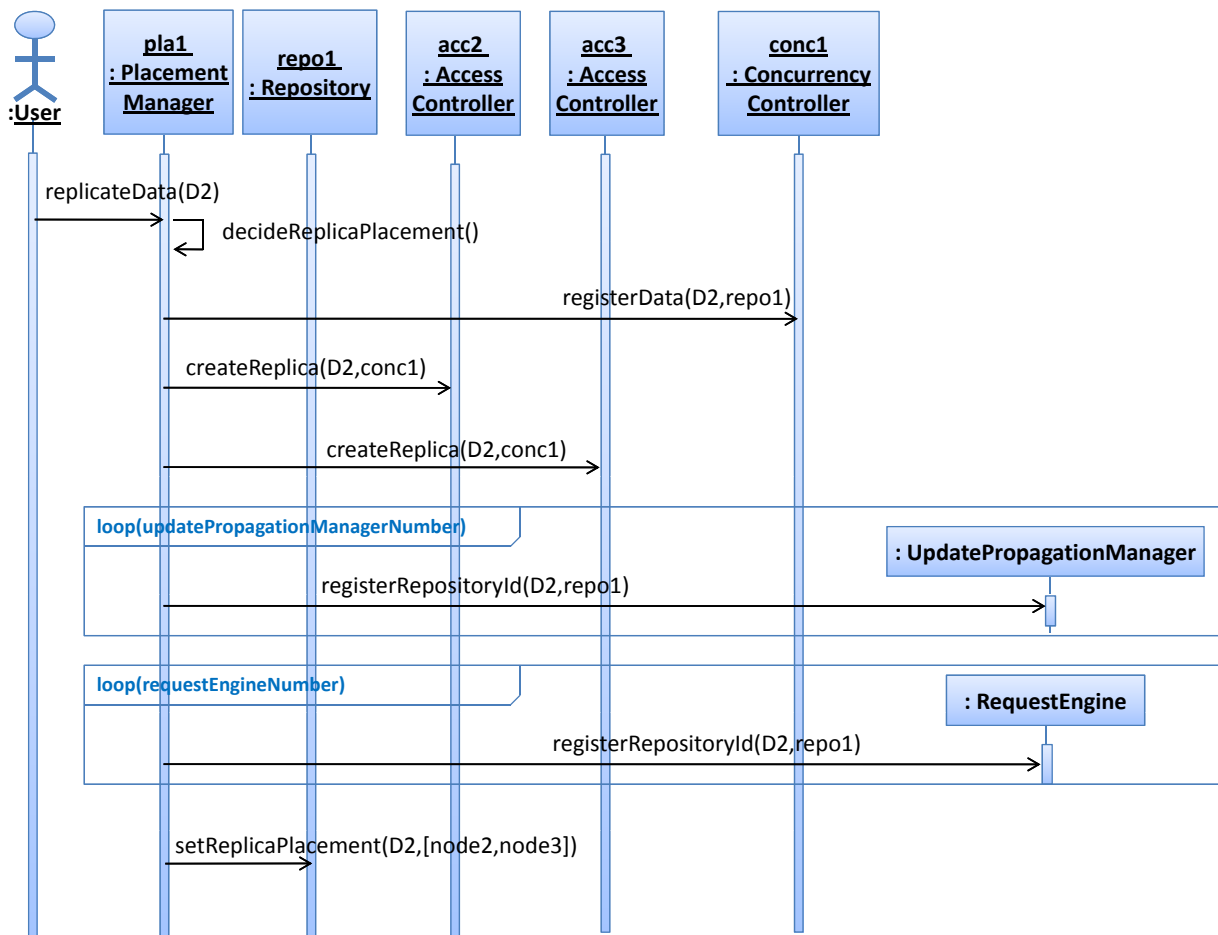 :User
pla1
: Placement
Manager
repo1
: Repository
acc2
: Access
Controller
acc3
: Access
Controller
conc1
: Concurrency
Controller
replicateData(D2)
decideReplicaPlacement()
registerData(D2,repo1)
createReplica(D2,conc1)
createReplica(D2,conc1)
loop(updatePropagationManagerNumber)
: UpdatePropagationManager
registerRepositoryId(D2,repo1)
loop(requestEngineNumber)
: RequestEngine
registerRepositoryId(D2,repo1)
setReplicaPlacement(D2,[node2,node3])